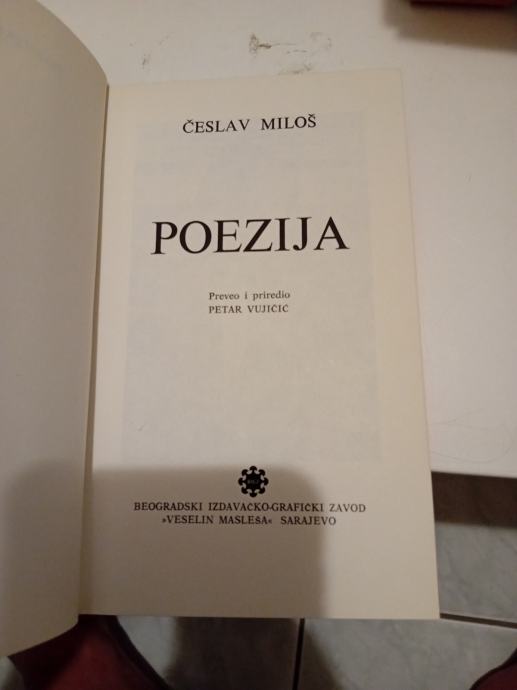 ČESLAV MILOŠ
POEZIJA
Preveo i priredio
PETAR VUJIČIĆ
BEOGRADSKI IZDAVAČKO-GRAFIČKI ZAVOD
»VESELIN MASLEŠA« SARAJEVO